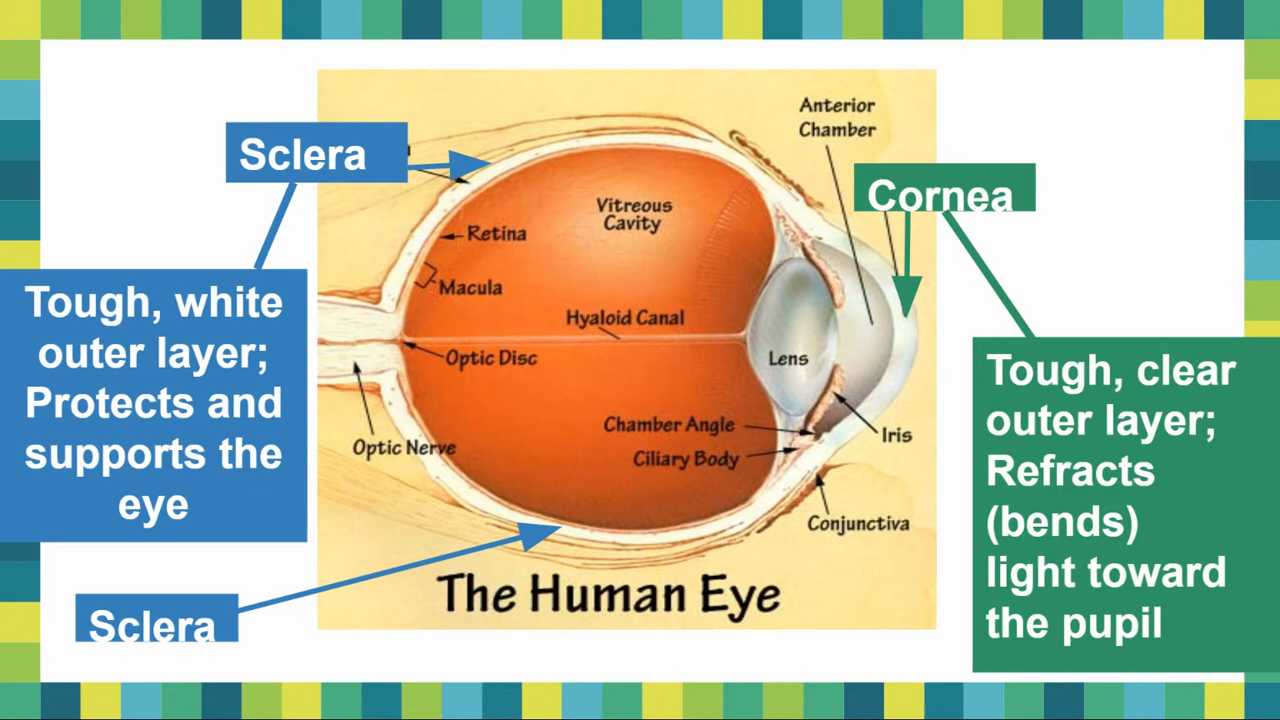 Sclera
Tough, white
outer layer;
Protects and
supports the
eye
Sclera
Anterior
Chamber
Vitreous
Cavity
Retina
Macula
Hyaloid Canal
Optic Disc
Lens
Optic Nerve
Chamber Angle
Ciliary Body
Iris
Conjunctiva
The Human Eye
Cornea
Tough, clear
outer layer;
Refracts
(bends)
light toward
the pupil